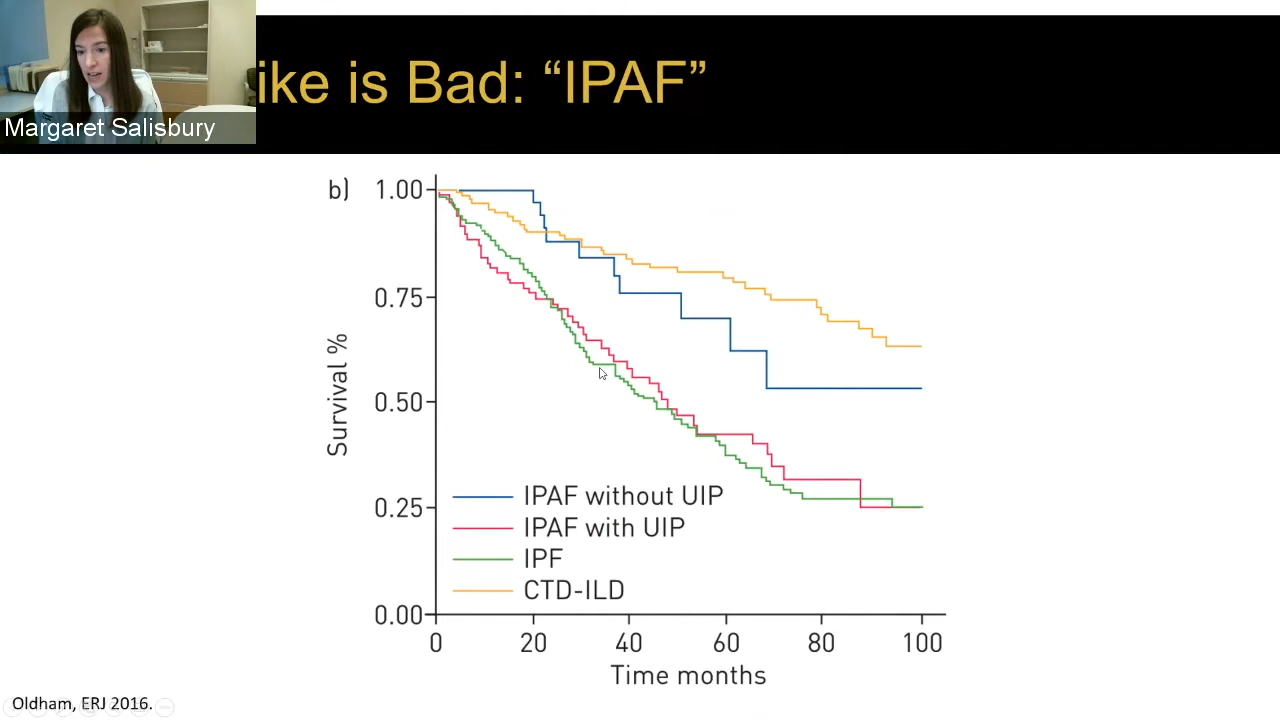 ike is Bad: “IPAF”
Margaret Salisbury
b)
1.00
0.75
0.50
0.25
0.00
Survival %
IPAF without UIP
IPAF with UIP
IPF
CTD-ILD
0 20 40 60 80 100
Time months
Oldham, ERJ 2016.